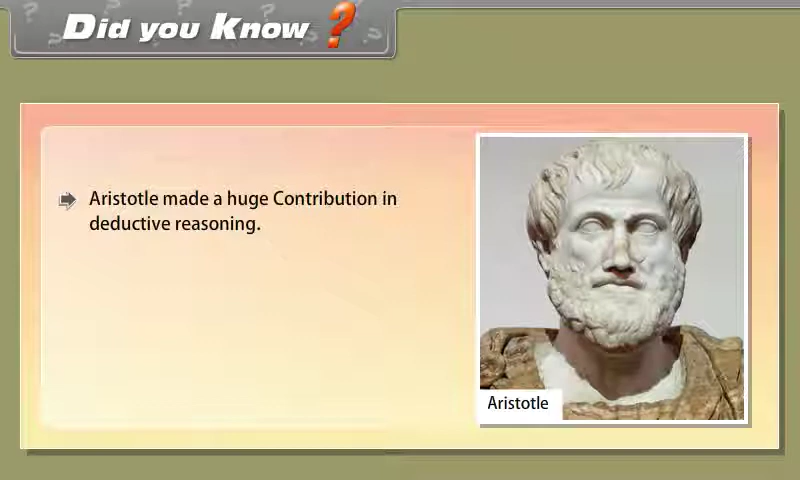 Did you Know ?
Aristotle made a huge Contribution in
deductive reasoning.
Aristotle